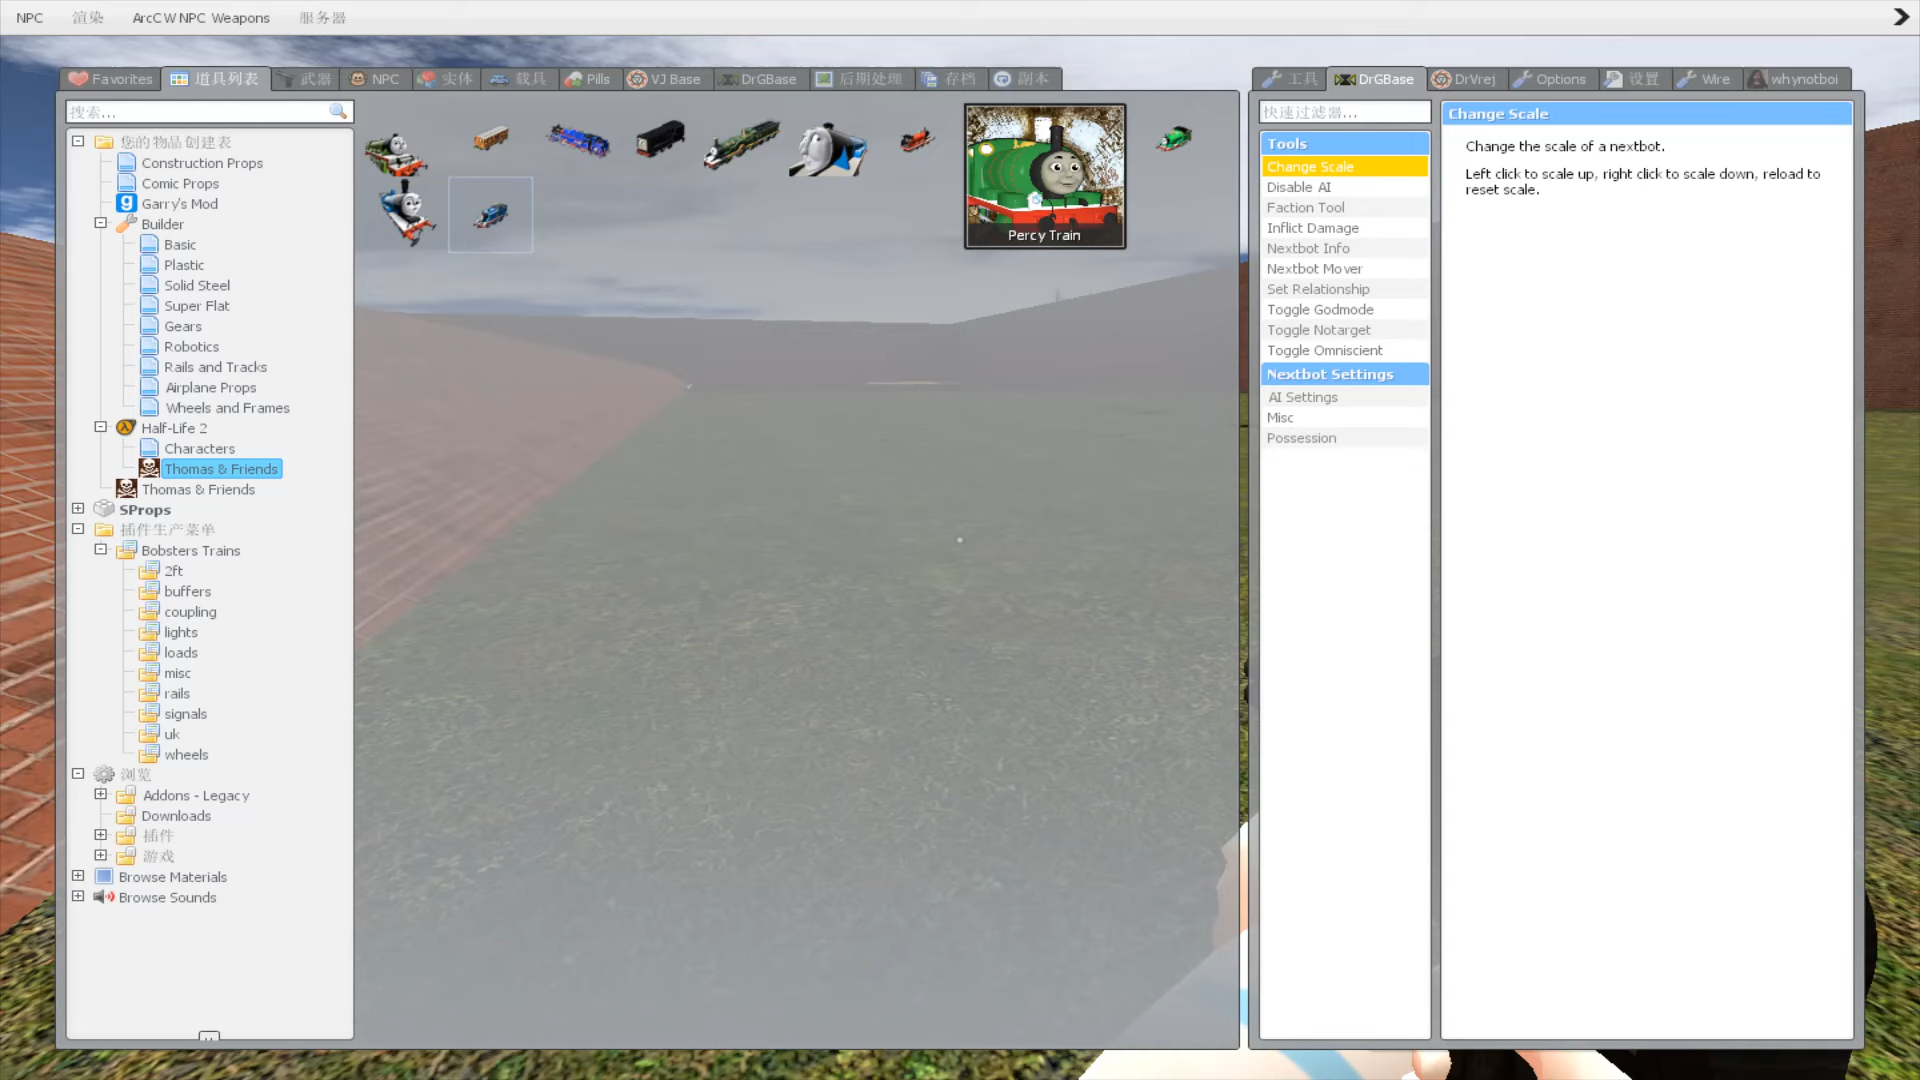 NPC 渲染 ArcCW NPC Weapons 服务器
Favorites 道具列表 武器 NPC 实体 载具 Pills VJ Base DrGBase 后期处理 存档 副本
工具 DrGBase DrVrej Options 设置 Wire whynotboi
搜索...
您的物品创建表
Construction Props
Comic Props
Garry's Mod
Builder
Basic
Plastic
Solid Steel
Super Flat
Gears
Robotics
Rails and Tracks
Airplane Props
Wheels and Frames
Half-Life 2
Characters
Thomas & Friends
Thomas & Friends
SProps
插件生产菜单
Bobsters Trains
2ft
buffers
coupling
lights
loads
misc
rails
signals
uk
wheels
浏览
Addons - Legacy
Downloads
插件
游戏
Browse Materials
Browse Sounds
Percy Train
快速过滤器...
Tools
Change Scale
Disable AI
Faction Tool
Inflict Damage
Nextbot Info
Nextbot Mover
Set Relationship
Toggle Godmode
Toggle Notarget
Toggle Omniscient
Nextbot Settings
AI Settings
Misc
Possession
Change Scale
Change the scale of a nextbot.
Left click to scale up, right click to scale down, reload to
reset scale.